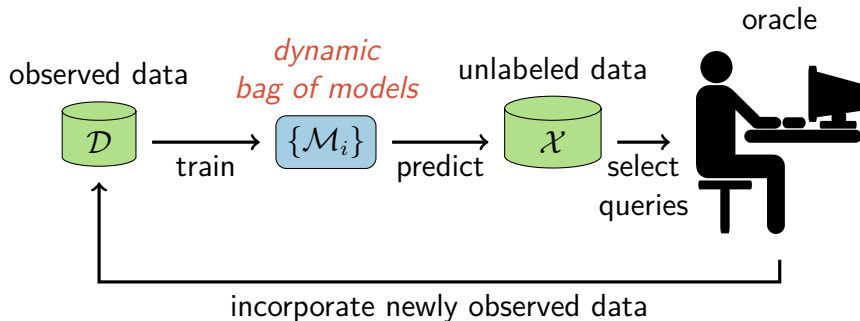 oracle
dynamic
observed data
bag of models
unlabeled data
𝒟
{ℳᵢ}
𝒳
train
predict
select
queries
incorporate newly observed data